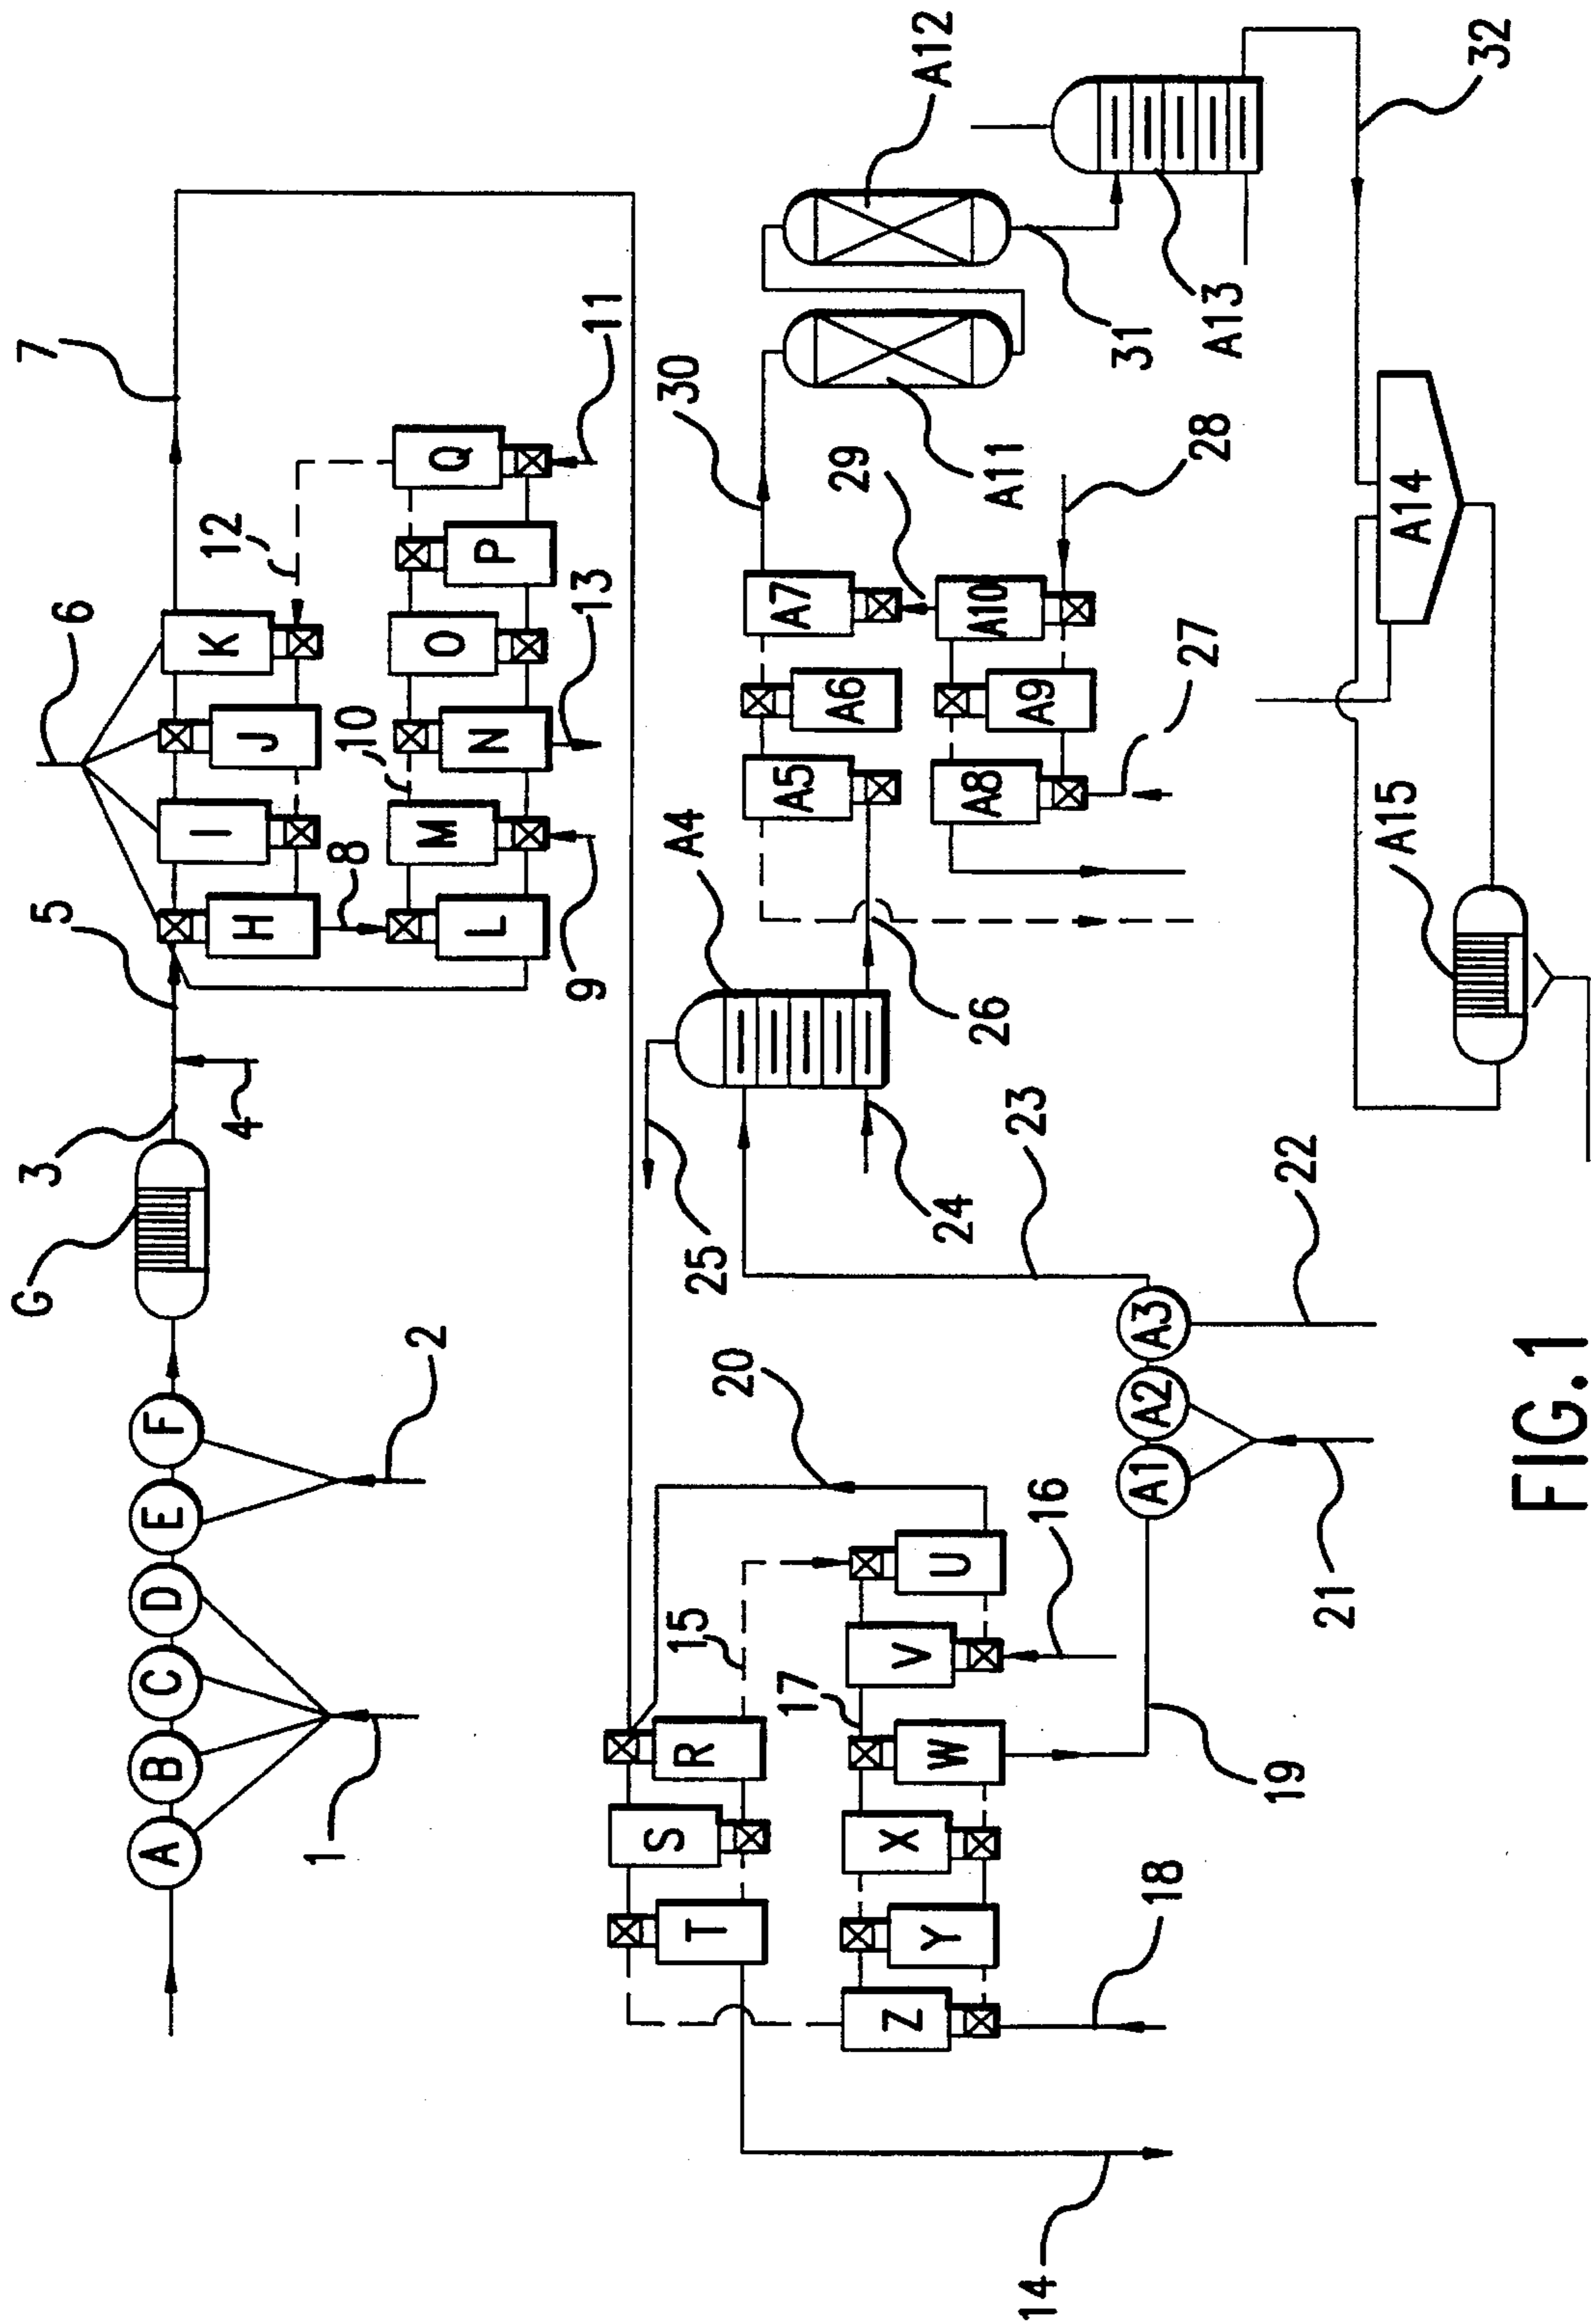 G
3
4
5
6
7
A
B
C
D
E
F
1
2
H
I
J
K
8
12
L
M
N
O
P
Q
9
10
13
11
20
25
A4
30
A12
T
S
R
15
A5
A6
A7
29
A11
31
A13
32
24
26
Z
Y
X
W
V
U
17
16
A8
A9
A10
27
28
23
14
18
19
A1
A2
A3
21
22
A15
A14
FIG.1